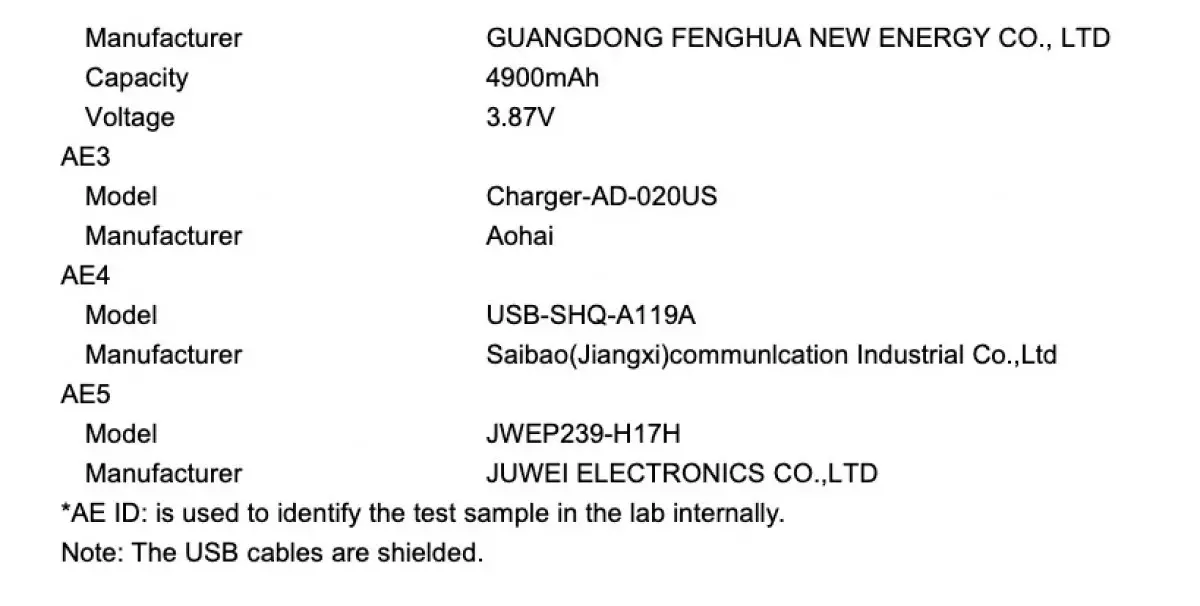 Manufacturer GUANGDONG FENGHUA NEW ENERGY CO., LTD
Capacity 4900mAh
Voltage 3.87V
AE3
Model Charger-AD-020US
Manufacturer Aohai
AE4
Model USB-SHQ-A119A
Manufacturer Saibao(Jiangxi)communlcation Industrial Co.,Ltd
AE5
Model JWEP239-H17H
Manufacturer JUWEI ELECTRONICS CO.,LTD
*AE ID: is used to identify the test sample in the lab internally.
Note: The USB cables are shielded.